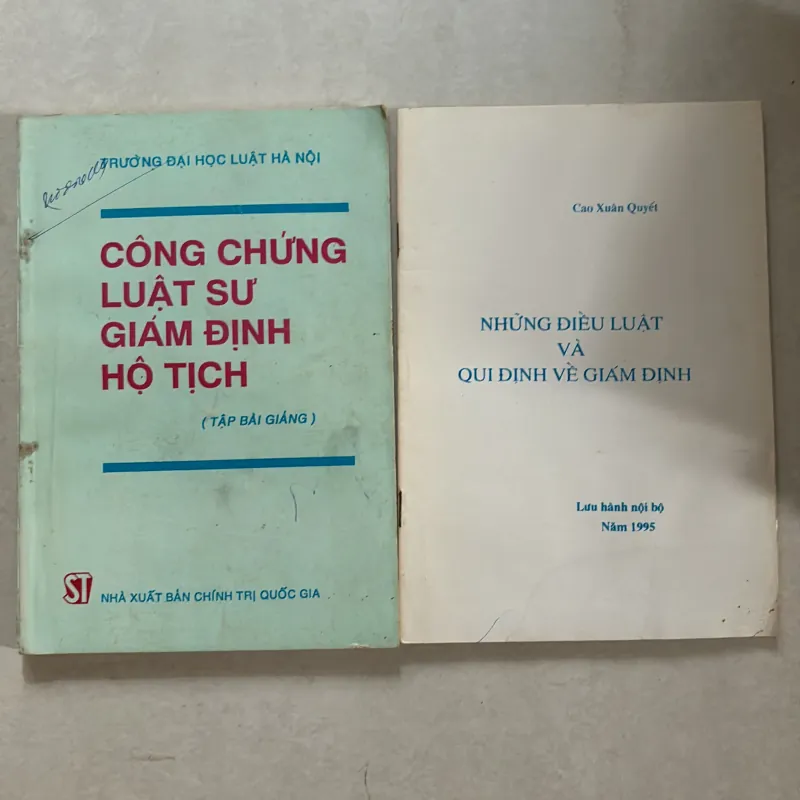 TRƯỜNG ĐẠI HỌC LUẬT HÀ NỘI
CÔNG CHỨNG
LUẬT SƯ
GIÁM ĐỊNH
HỘ TỊCH
( TẬP BÀI GIẢNG )
ST
NHÀ XUẤT BẢN CHÍNH TRỊ QUỐC GIA
Cao Xuân Quyết
NHỮNG ĐIỀU LUẬT
VÀ
QUI ĐỊNH VỀ GIÁM ĐỊNH
Lưu hành nội bộ
Năm 1995